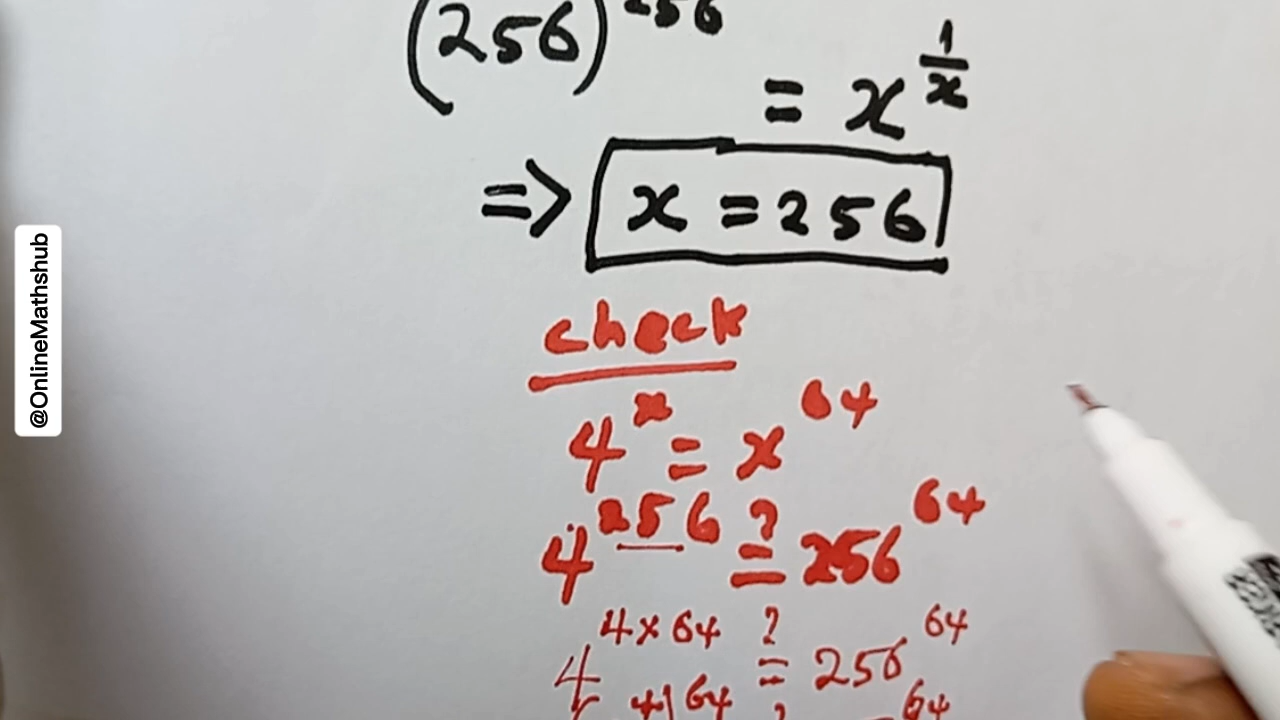 (256)^256
= x^(1/x)
=> x = 256
check
4^x = x^64
4^256 ≟ 256^64
4^(4×64) ≟ 256^64
@OnlineMathshub